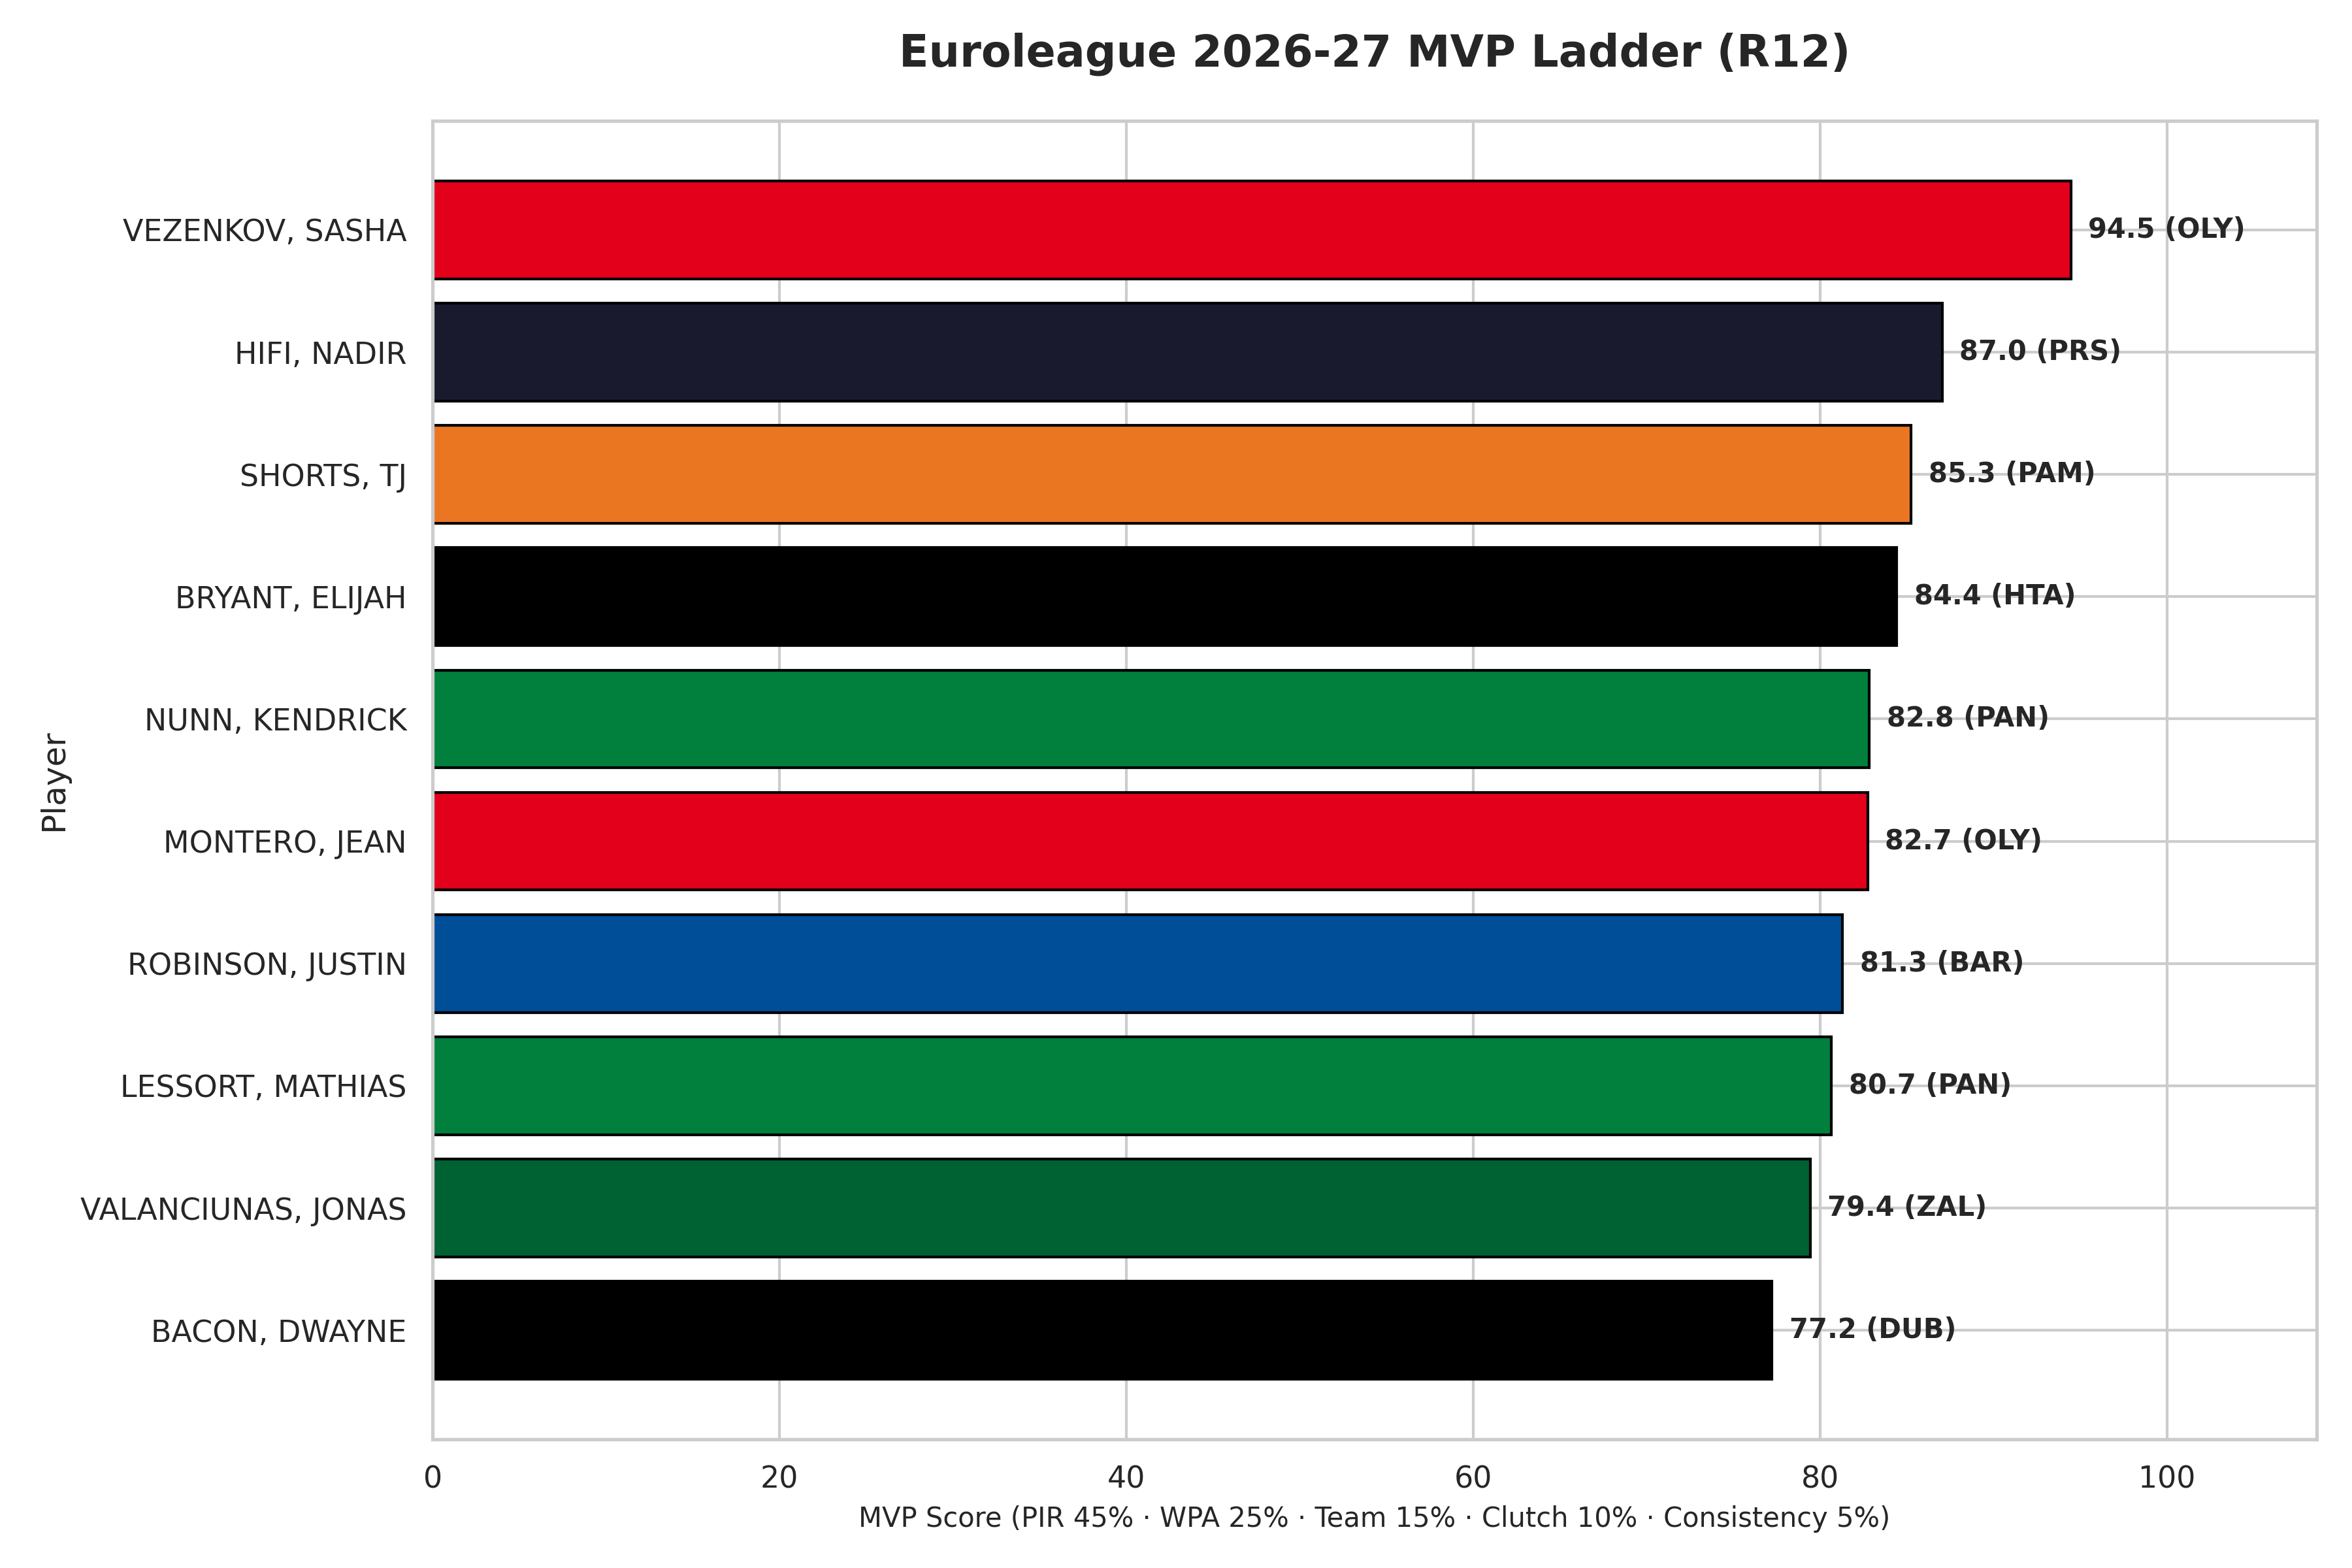 Euroleague 2026-27 MVP Ladder (R12)
VEZENKOV, SASHA 94.5 (OLY)
HIFI, NADIR 87.0 (PRS)
SHORTS, TJ 85.3 (PAM)
BRYANT, ELIJAH 84.4 (HTA)
NUNN, KENDRICK 82.8 (PAN)
MONTERO, JEAN 82.7 (OLY)
ROBINSON, JUSTIN 81.3 (BAR)
LESSORT, MATHIAS 80.7 (PAN)
VALANCIUNAS, JONAS 79.4 (ZAL)
BACON, DWAYNE 77.2 (DUB)
Player
0 20 40 60 80 100
MVP Score (PIR 45% · WPA 25% · Team 15% · Clutch 10% · Consistency 5%)